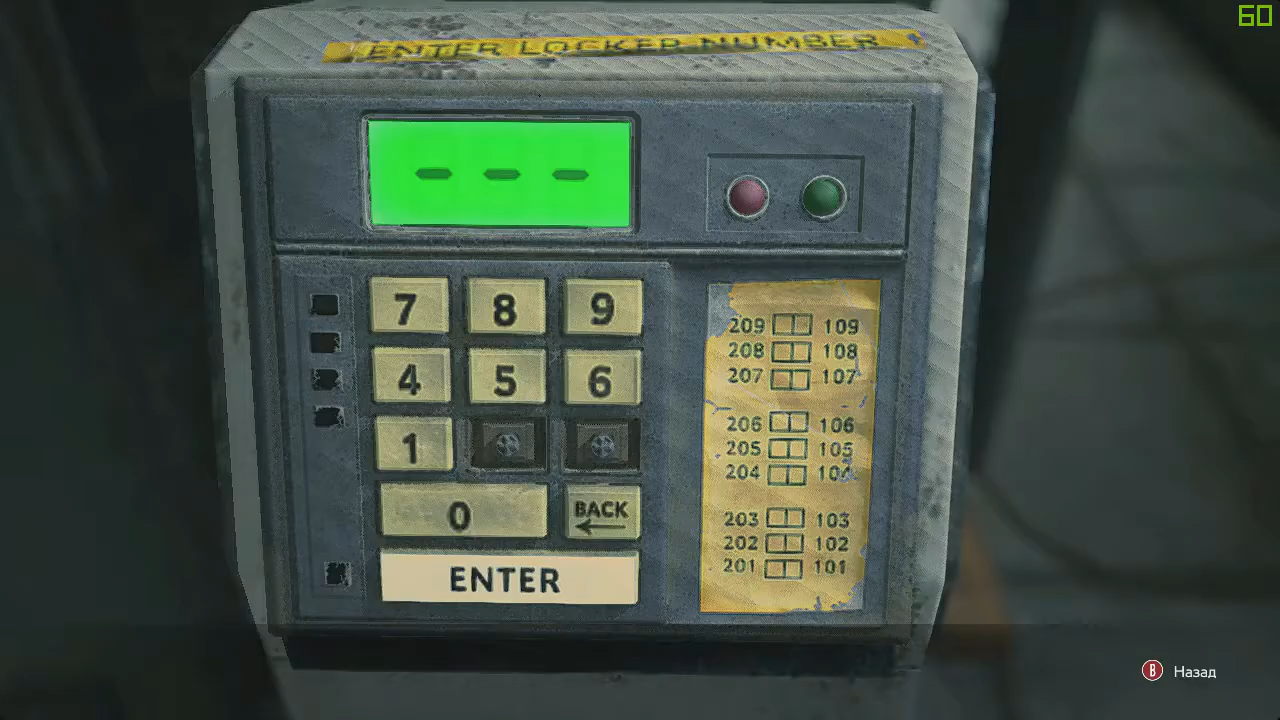 60
ENTER LOCKER NUMBER
- - -
7 8 9
4 5 6
1
0 BACK
ENTER
209 109
208 108
207 107
206 106
205 105
204 104
203 103
202 102
201 101
B Назад